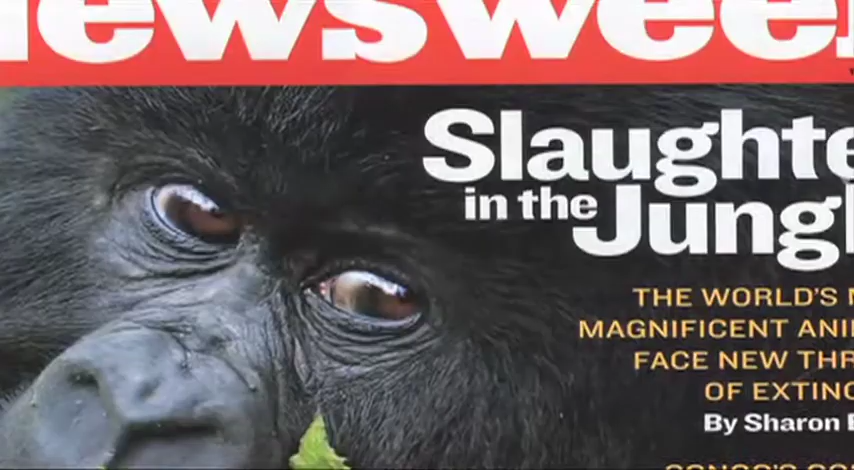 ewswee
Slaughte
in the
Jungl
THE WORLD'S M
MAGNIFICENT ANI
FACE NEW THR
OF EXTINC
By Sharon B